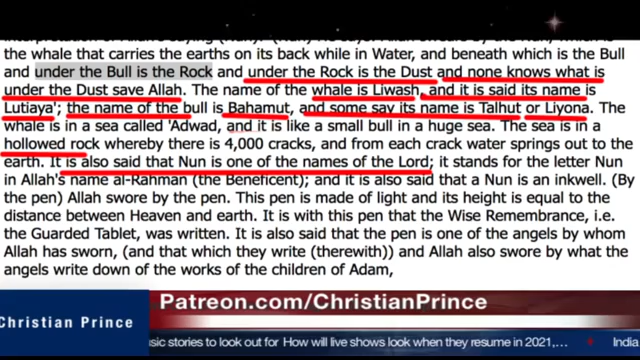 the whale that carries the earths on its back while in Water, and beneath which is the Bull
and under the Bull is the Rock and under the Rock is the Dust and none knows what is
under the Dust save Allah. The name of the whale is Liwash, and it is said its name is
Lutiaya'; the name of the bull is Bahamut, and some say its name is Talhut or Liyona. The
whale is in a sea called 'Adwad, and it is like a small bull in a huge sea. The sea is in a
hollowed rock whereby there is 4,000 cracks, and from each crack water springs out to the
earth. It is also said that Nun is one of the names of the Lord; it stands for the letter Nun
in Allah's name al-Rahman (the Beneficent); and it is also said that a Nun is an inkwell. (By
the pen) Allah swore by the pen. This pen is made of light and its height is equal to the
distance between Heaven and earth. It is with this pen that the Wise Remembrance, i.e.
the Guarded Tablet, was written. It is also said that the pen is one of the angels by whom
Allah has sworn, (and that which they write (therewith)) and Allah also swore by what the
angels write down of the works of the children of Adam,
Patreon.com/ChristianPrince
Christian Prince
stories to look out for How will live shows look when they resume in 2021,... India